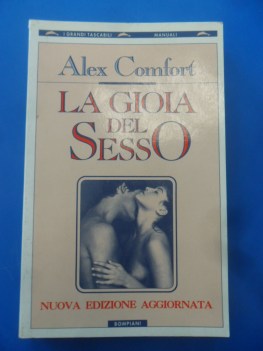 I GRANDI TASCABILI MANUALI
Alex Comfort
LA GIOIA
DEL
SESSO
NUOVA EDIZIONE AGGIORNATA
BOMPIANI